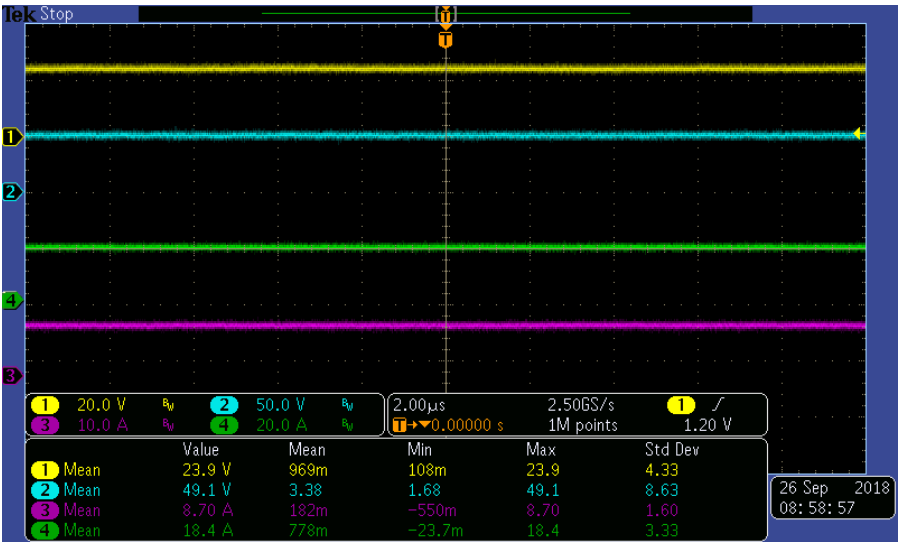 Tek Stop
[T]
T
1
2
4
3
1 20.0 V BW 2 50.0 V BW
3 10.0 A BW 4 20.0 A BW
2.00µs 2.50GS/s 1 /
T→▼0.00000 s 1M points 1.20 V
Value Mean Min Max Std Dev
1 Mean 23.9 V 969m 108m 23.9 4.33
2 Mean 49.1 V 3.38 1.68 49.1 8.63
3 Mean 8.70 A 182m −550m 8.70 1.60
4 Mean 18.4 A 778m −23.7m 18.4 3.33
26 Sep 2018
08:58:57